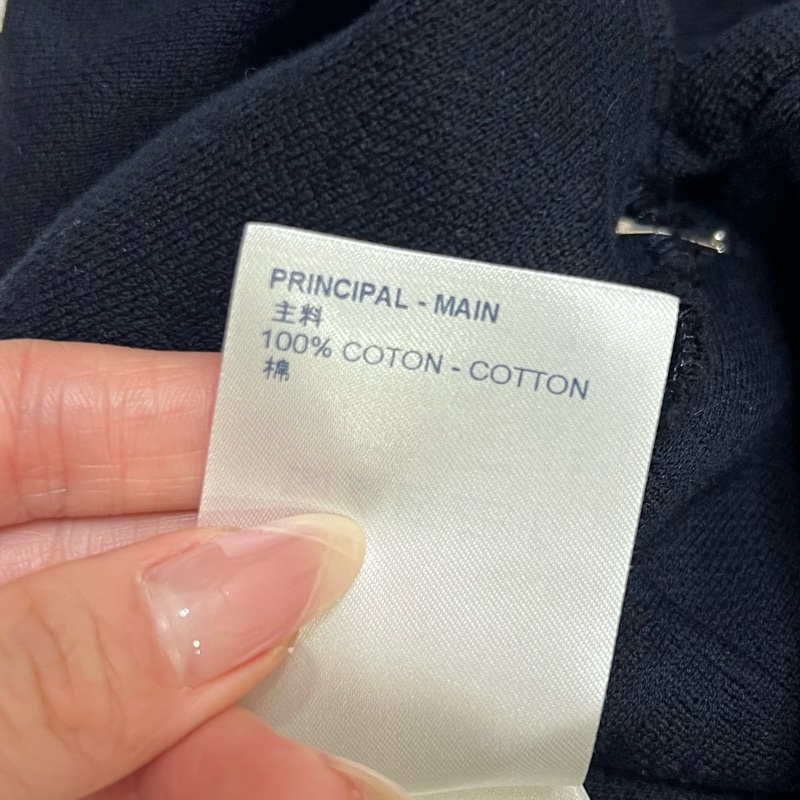 PRINCIPAL - MAIN
主料
100% COTON - COTTON
棉